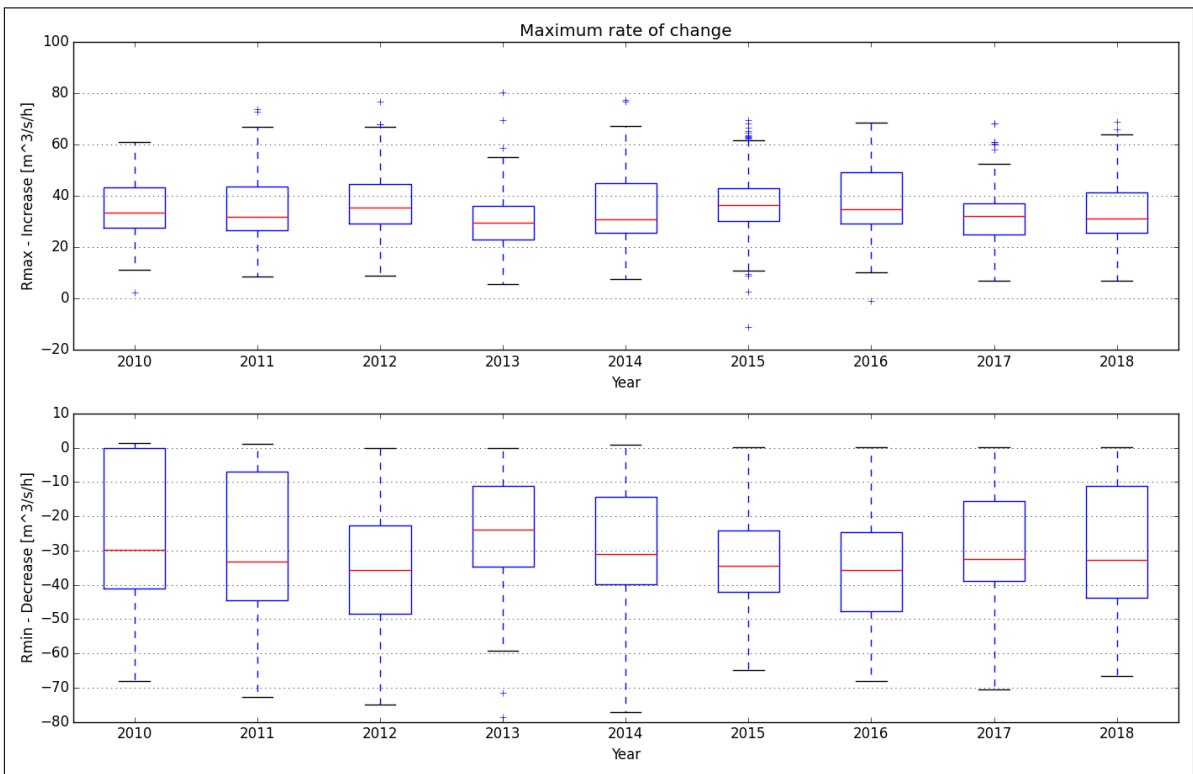 Maximum rate of change
Rmax - Increase [m^3/s/h]
100
80
60
40
20
0
−20
2010 2011 2012 2013 2014 2015 2016 2017 2018
Year
Rmin - Decrease [m^3/s/h]
10
0
−10
−20
−30
−40
−50
−60
−70
−80
2010 2011 2012 2013 2014 2015 2016 2017 2018
Year